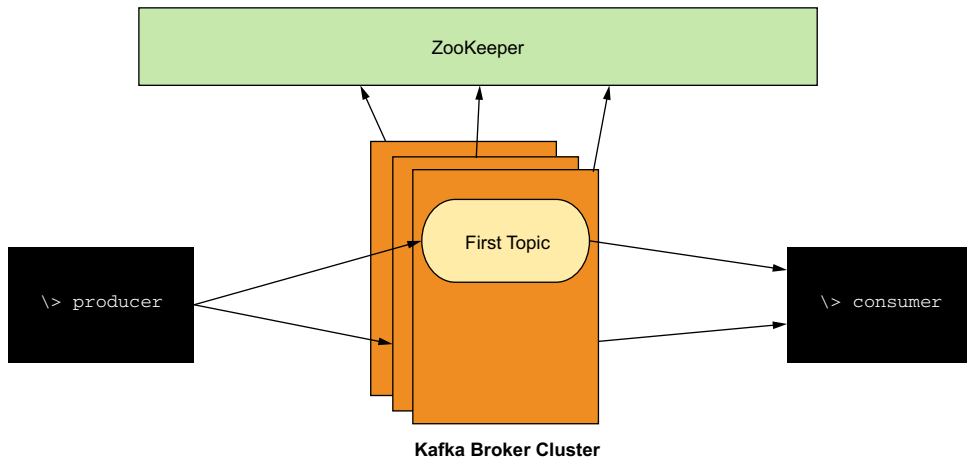 ZooKeeper
First Topic
\> producer
\> consumer
Kafka Broker Cluster